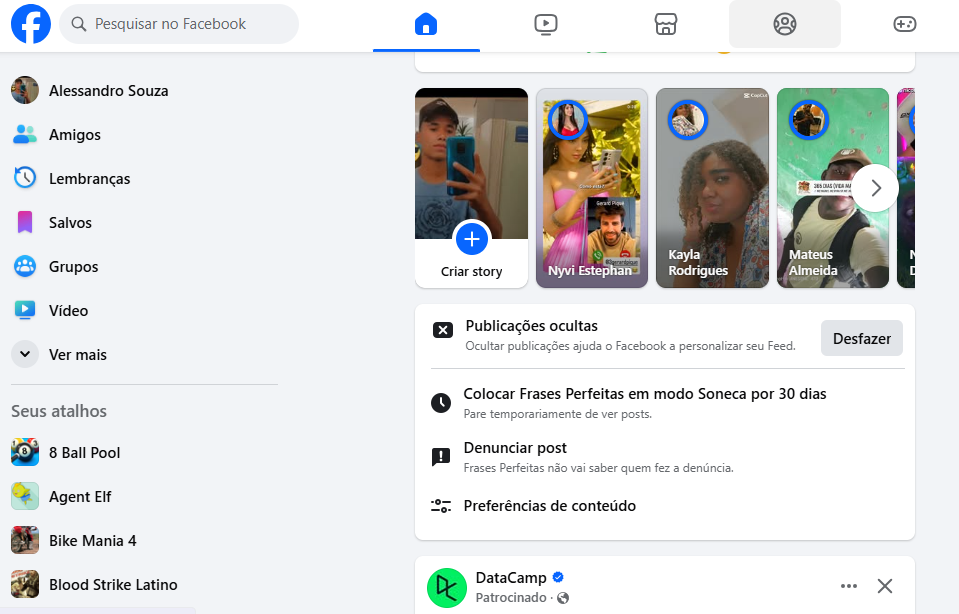 Pesquisar no Facebook
Alessandro Souza
Amigos
Lembranças
Salvos
Grupos
Vídeo
Ver mais
Seus atalhos
8 Ball Pool
Agent Elf
Bike Mania 4
Blood Strike Latino
Criar story
Gerard Piqué
Nyvi Estephan
CapCut
Kayla
Rodrigues
Mateus
Almeida
Publicações ocultas
Ocultar publicações ajuda o Facebook a personalizar seu Feed.
Desfazer
Colocar Frases Perfeitas em modo Soneca por 30 dias
Pare temporariamente de ver posts.
Denunciar post
Frases Perfeitas não vai saber quem fez a denúncia.
Preferências de conteúdo
DataCamp
Patrocinado ·